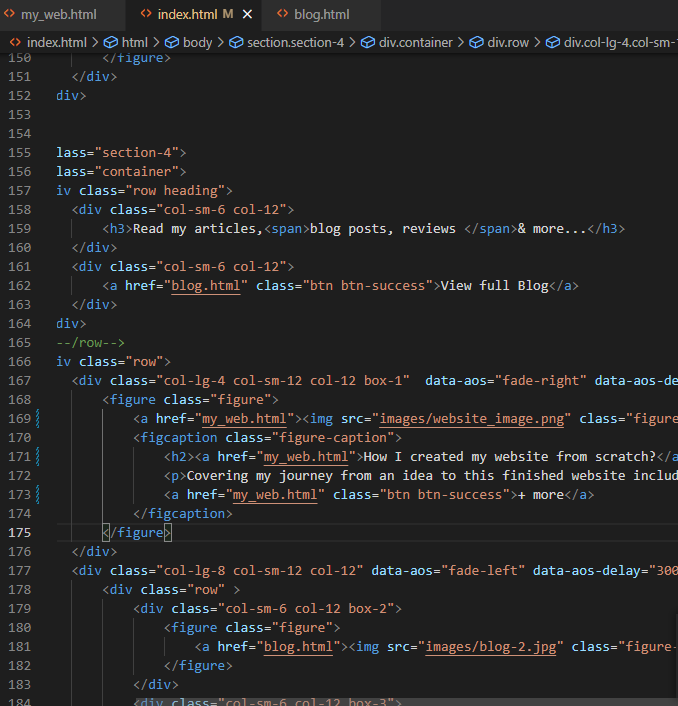 my_web.html index.html M × blog.html
index.html > html > body > section.section-4 > div.container > div.row > div.col-lg-4.col-sm-1
150 </figure>
151 </div>
152 div>
153
154
155 lass="section-4">
156 lass="container">
157 iv class="row heading">
158 <div class="col-sm-6 col-12">
159 <h3>Read my articles,<span>blog posts, reviews </span>& more...</h3>
160 </div>
161 <div class="col-sm-6 col-12">
162 <a href="blog.html" class="btn btn-success">View full Blog</a>
163 </div>
164 div>
165 --/row-->
166 iv class="row">
167 <div class="col-lg-4 col-sm-12 col-12 box-1"  data-aos="fade-right" data-aos-de
168 <figure class="figure">
169 <a href="my_web.html"><img src="images/website_image.png" class="figure
170 <figcaption class="figure-caption">
171 <h2><a href="my_web.html">How I created my website from scratch?</a
172 <p>Covering my journey from an idea to this finished website includ
173 <a href="my_web.html" class="btn btn-success">+ more</a>
174 </figcaption>
175 </figure>
176 </div>
177 <div class="col-lg-8 col-sm-12 col-12" data-aos="fade-left" data-aos-delay="300
178 <div class="row" >
179 <div class="col-sm-6 col-12 box-2">
180 <figure class="figure">
181 <a href="blog.html"><img src="images/blog-2.jpg" class="figure-
182 </figure>
183 </div>
184 <div class="col-sm-6 col-12 box-3">